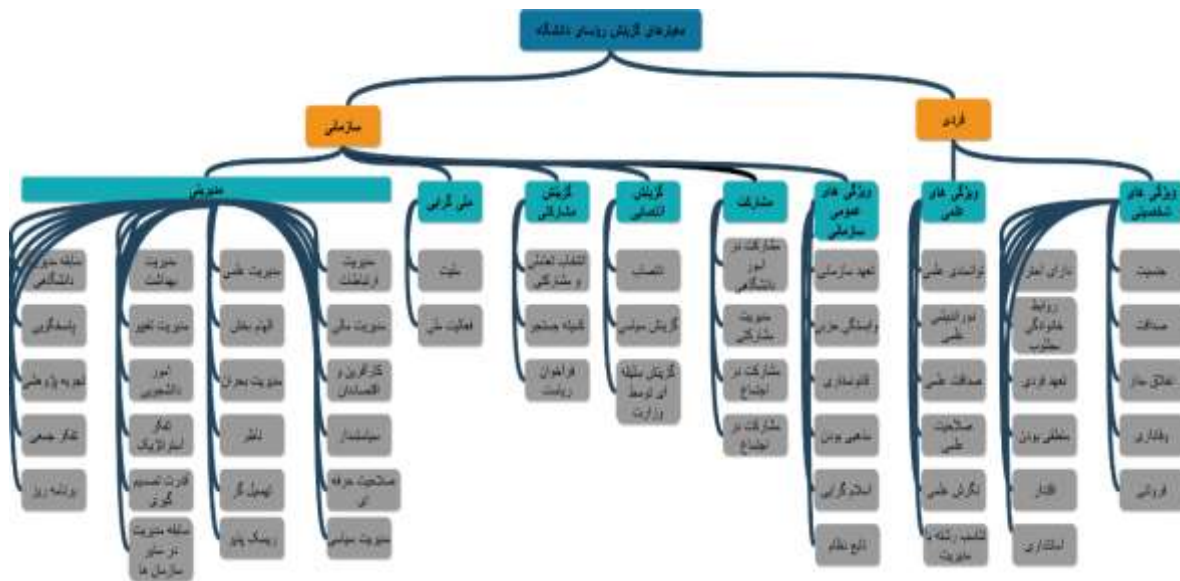 معیارهای گزینش روسای دانشگاه
فردی
سازمانی
ویژگی های
شخصیتی
ویژگی های
علمی
ویژگی های
عمومی
سازمانی
مشارکت
گزینش
انتصابی
گزینش
مشارکتی
ملی گرایی
مدیریتی
جنسیت
صداقت
اخلاق مدار
وفاداری
فروتنی
روابط
خانوادگی
مطلوب
تعهد فردی
منطقی بودن
اقتدار
امانتداری
توانمندی علمی
دوراندیشی
علمی
صداقت علمی
صلاحیت
علمی
نگرش علمی
تناسب رشته با
مدیریت
تعهد سازمانی
وابستگی حزبی
قانونمداری
مذهبی بودن
اسلام گرایی
تابع نظام
مشارکت در
امور
دانشگاهی
مدیریت
مشارکتی
مشارکت در
اجتماع
مشارکت در
اجتماع
انتصاب
گزینش سیاسی
گزینش سلیقه
ای توسط
وزارت
انتخاب تعاملی
و مشارکتی
کمیته جستجو
فراخوان
ریاست
ملیت
فعالیت ملی
مدیریت
ارتباطات
مدیریت مالی
کارآفرین و
اقتصاددان
سیاستمدار
صلاحیت حرفه
ای
مدیریت سیاسی
مدیریت علمی
الهام بخش
مدیریت بحران
ناظر
تسهیل گر
ریسک پذیر
مدیریت
بهداشت
مدیریت تغییر
امور
دانشجویی
تفکر
استراتژیک
قدرت تصمیم
گیری
سابقه مدیریت
در سایر
سازمان ها
سابقه مدیریت
دانشگاهی
پاسخگویی
تجربه پژوهشی
تفکر جمعی
برنامه ریز